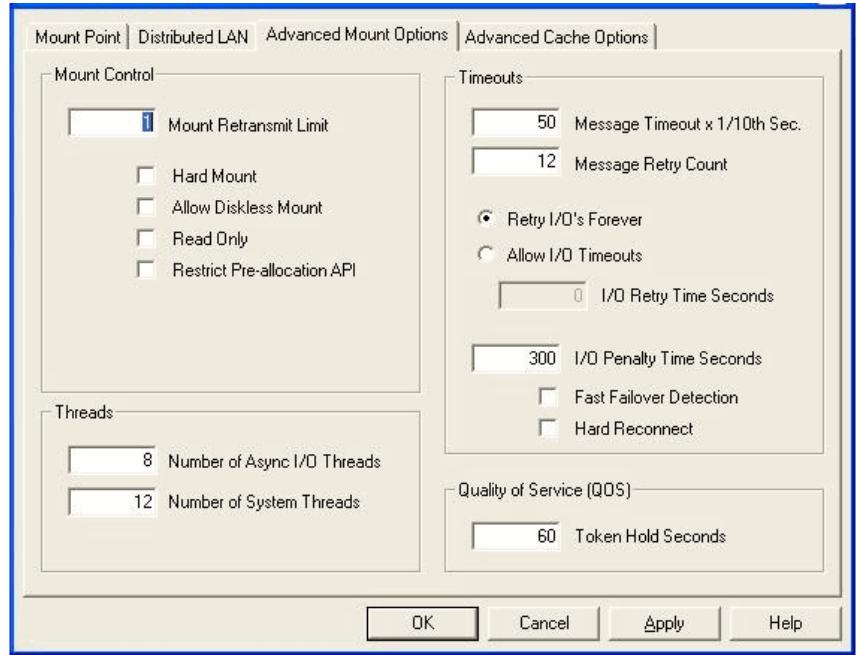 Mount Point
Distributed LAN
Advanced Mount Options
Advanced Cache Options
Mount Control
1 Mount Retransmit Limit
Hard Mount
Allow Diskless Mount
Read Only
Restrict Pre-allocation API
Threads
8 Number of Async I/O Threads
12 Number of System Threads
Timeouts
50 Message Timeout x 1/10th Sec.
12 Message Retry Count
Retry I/O's Forever
Allow I/O Timeouts
0 I/O Retry Time Seconds
300 I/O Penalty Time Seconds
Fast Failover Detection
Hard Reconnect
Quality of Service (QOS)
60 Token Hold Seconds
OK
Cancel
Apply
Help